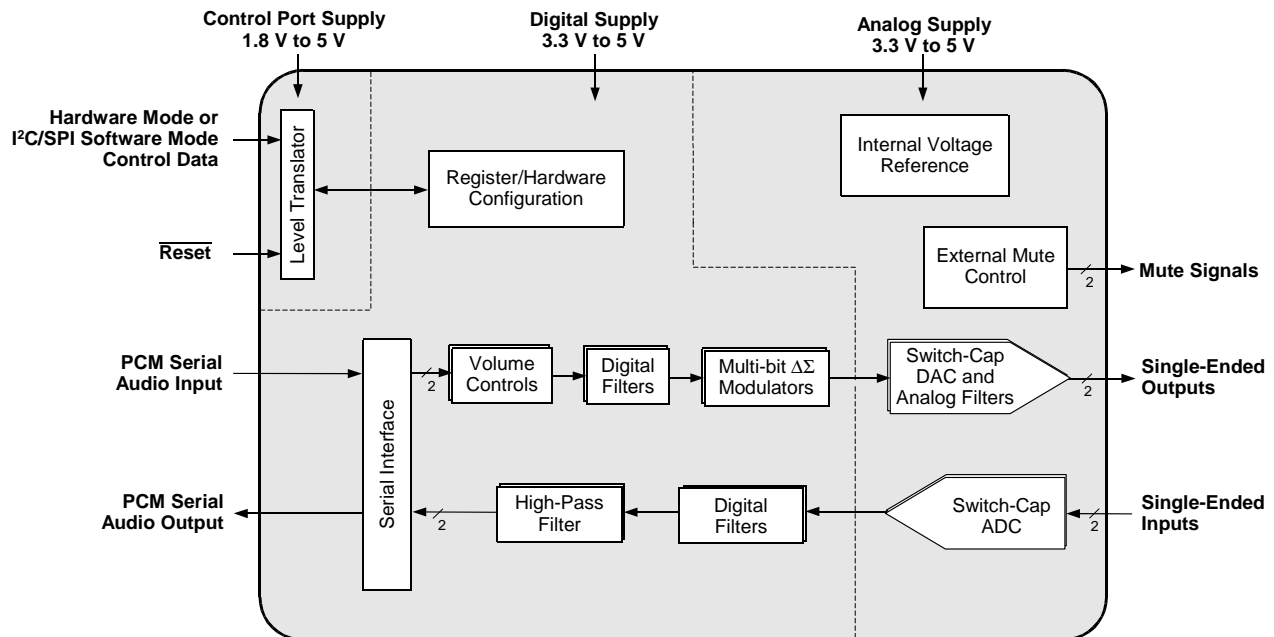 Control Port Supply
1.8 V to 5 V
Digital Supply
3.3 V to 5 V
Analog Supply
3.3 V to 5 V
Hardware Mode or
I²C/SPI Software Mode
Control Data
Reset
Level Translator
Register/Hardware
Configuration
Internal Voltage
Reference
External Mute
Control
2
Mute Signals
PCM Serial
Audio Input
Serial Interface
2
Volume
Controls
Digital
Filters
Multi-bit ΔΣ
Modulators
Switch-Cap
DAC and
Analog Filters
2
Single-Ended
Outputs
PCM Serial
Audio Output
2
High-Pass
Filter
Digital
Filters
Switch-Cap
ADC
2
Single-Ended
Inputs